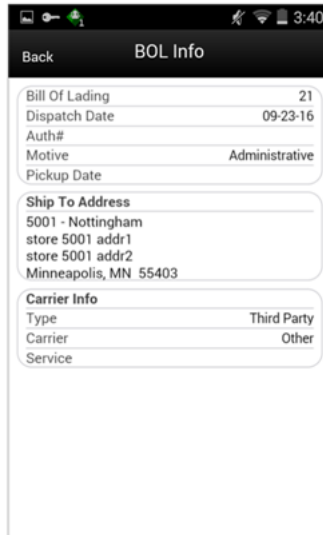 3:40
Back BOL Info
Bill Of Lading 21
Dispatch Date 09-23-16
Auth#
Motive Administrative
Pickup Date
Ship To Address
5001 - Nottingham
store 5001 addr1
store 5001 addr2
Minneapolis, MN 55403
Carrier Info
Type Third Party
Carrier Other
Service